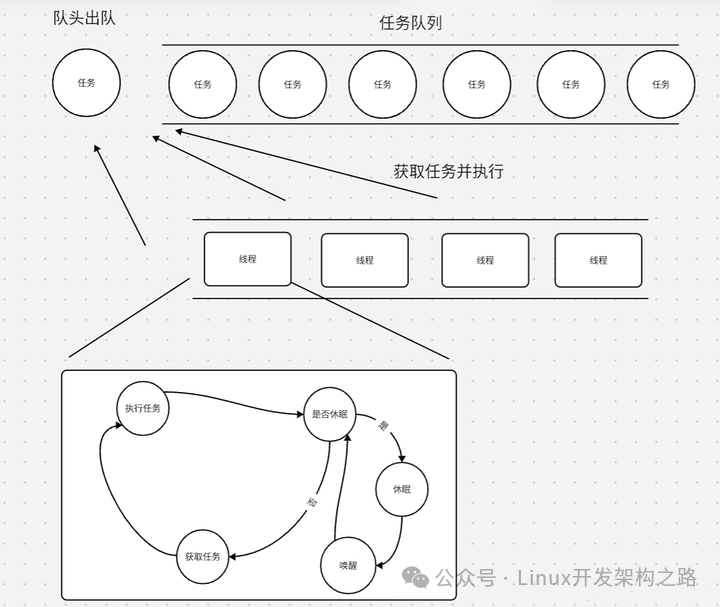 队头出队
任务队列
任务
任务
任务
任务
任务
任务
任务
获取任务并执行
线程
线程
线程
线程
执行任务
是否休眠
是
休眠
否
获取任务
唤醒
公众号 · Linux开发架构之路